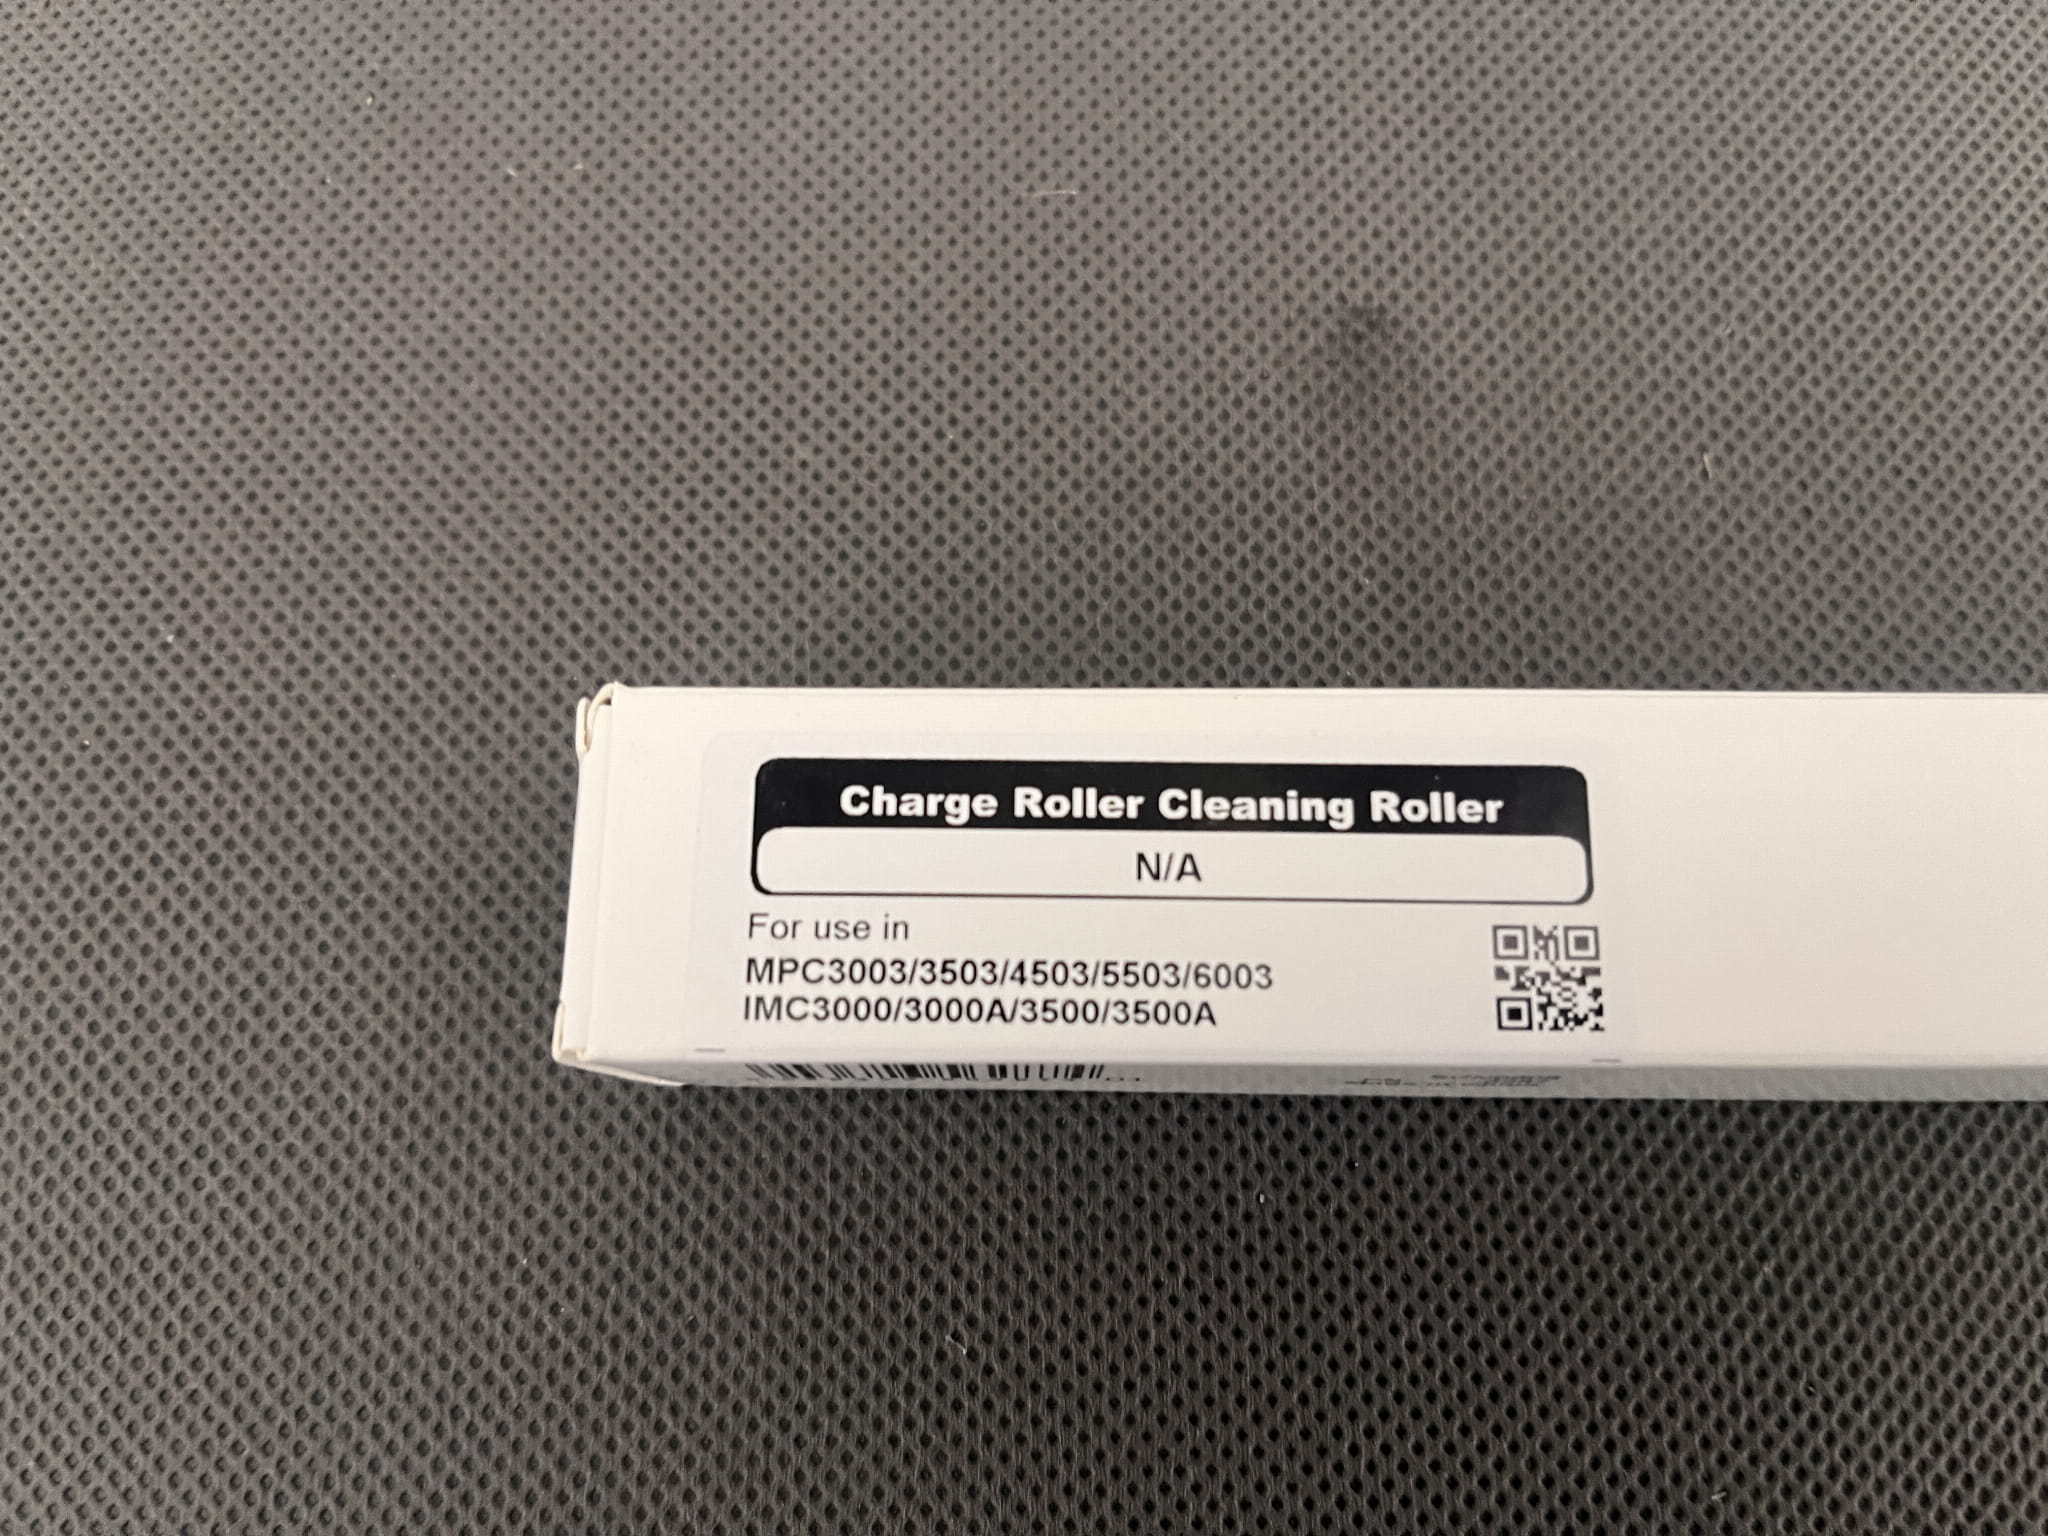 Charge Roller Cleaning Roller
N/A
For use in
MPC3003/3503/4503/5503/6003
IMC3000/3000A/3500/3500A